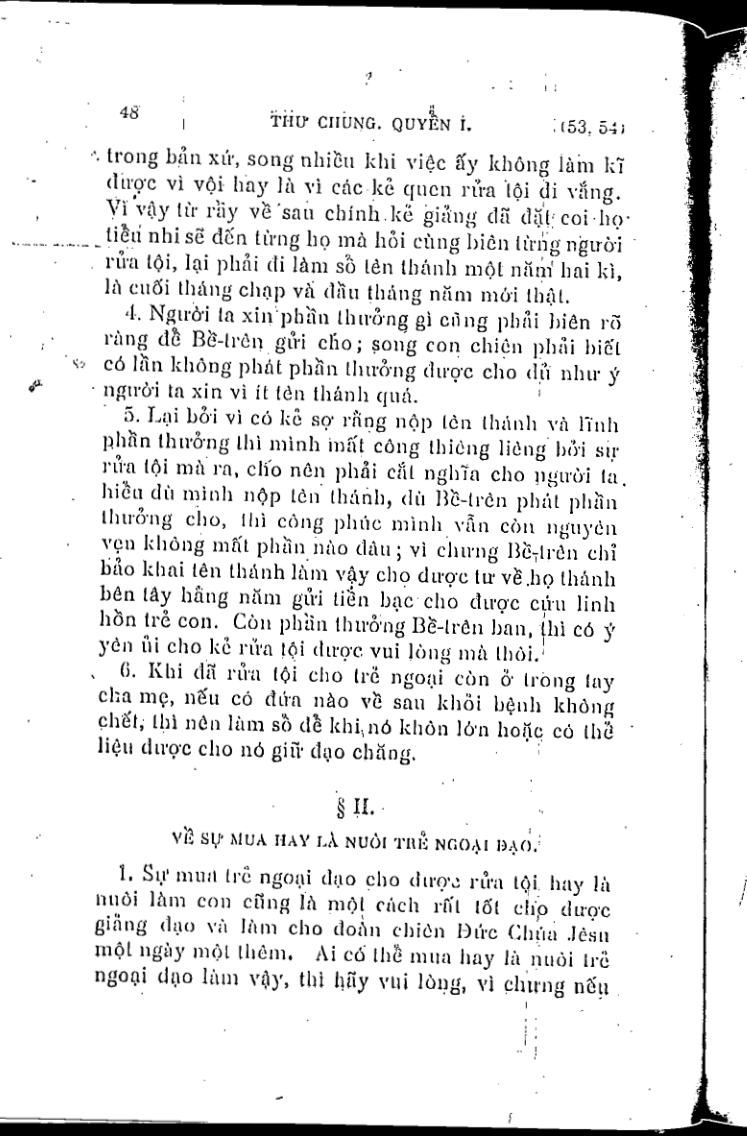 48
THƯ CHUNG. QUYỂN I.
(53, 54)
trong bản xứ, song nhiều khi việc ấy không làm kĩ
được vì vội hay là vì các kẻ quen rửa tội đi vắng.
Vì vậy từ rầy về sau chính kẻ giảng đã đặt coi họ
tiểu nhi sẽ đến từng họ mà hỏi cùng biên từng người
rửa tội, lại phải đi làm sổ tên thánh một năm hai kì,
là cuối tháng chạp và đầu tháng năm mới thật.
4. Người ta xin phần thưởng gì cũng phải biên rõ
ràng để Bề-trên gửi cho; song con chiên phải biết
có lần không phát phần thưởng được cho đủ như ý
người ta xin vì ít tên thánh quá.
5. Lại bởi vì có kẻ sợ rằng nộp tên thánh và lĩnh
phần thưởng thì mình mất công thiêng liêng bởi sự
rửa tội mà ra, cho nên phải cắt nghĩa cho người ta
hiểu dù mình nộp tên thánh, dù Bề-trên phát phần
thưởng cho, thì công phúc mình vẫn còn nguyên
vẹn không mất phần nào đâu; vì chưng Bề-trên chỉ
bảo khai tên thánh làm vậy cho được tư về họ thánh
bên tây hằng năm gửi tiền bạc cho được cứu linh
hồn trẻ con. Còn phần thưởng Bề-trên ban, thì có ý
yên ủi cho kẻ rửa tội được vui lòng mà thôi.
6. Khi đã rửa tội cho trẻ ngoại còn ở trong tay
cha mẹ, nếu có đứa nào về sau khỏi bệnh không
chết, thì nên làm sổ để khi nó khôn lớn hoặc có thể
liệu được cho nó giữ đạo chăng.
§ II.
VỀ SỰ MUA HAY LÀ NUÔI TRẺ NGOẠI ĐẠO.
1. Sự mua trẻ ngoại đạo cho được rửa tội hay là
nuôi làm con cũng là một cách rất tốt cho được
giảng đạo và làm cho đoàn chiên Đức Chúa Jêsu
một ngày một thêm. Ai có thể mua hay là nuôi trẻ
ngoại đạo làm vậy, thì hãy vui lòng, vì chưng nếu